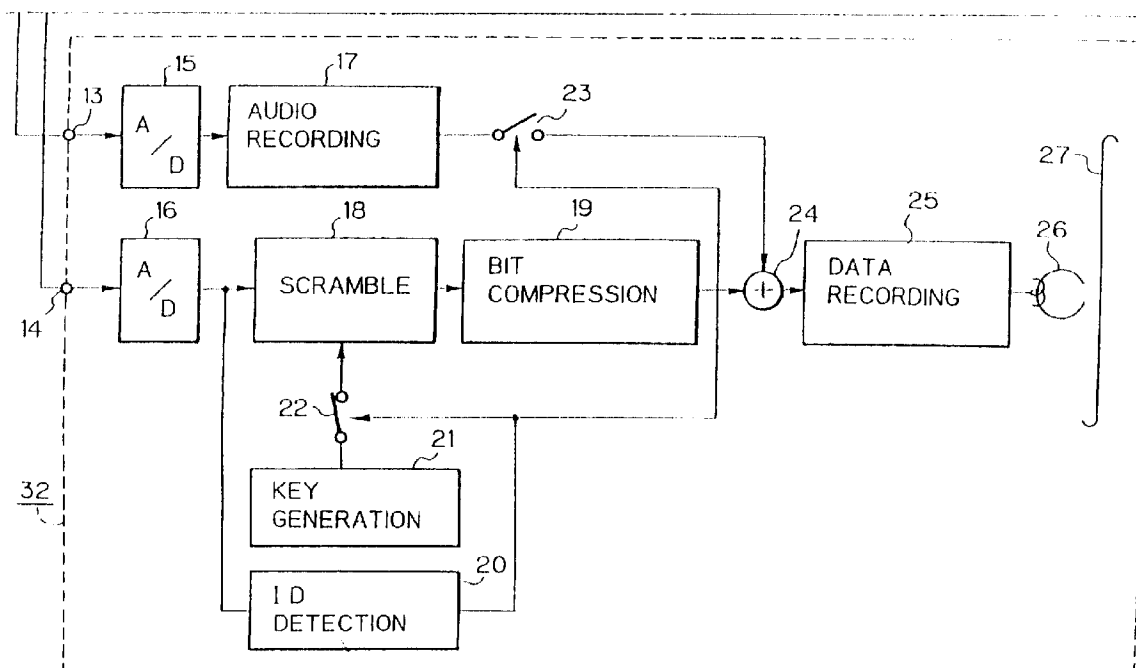 15
17
23
13
A/D
AUDIO
RECORDING
27
16
18
19
24
25
26
A/D
SCRAMBLE
BIT
COMPRESSION
+
DATA
RECORDING
14
22
21
KEY
GENERATION
32
20
ID
DETECTION